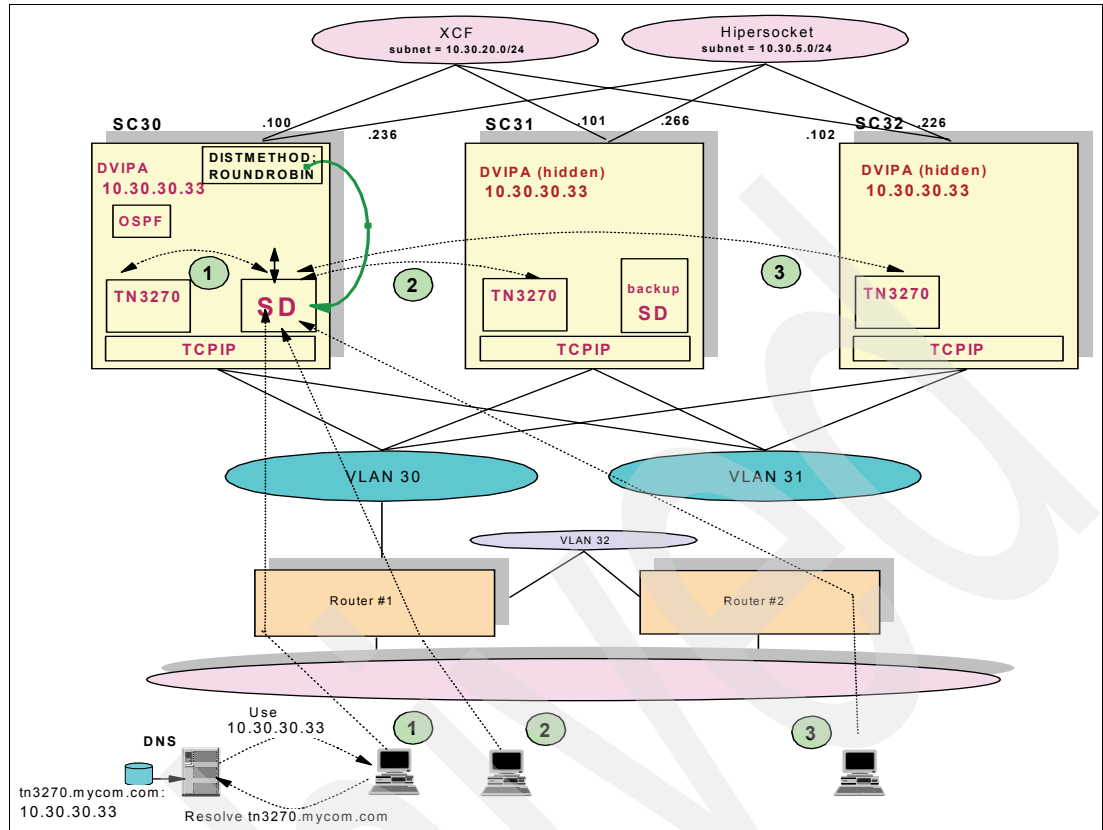 XCF
subnet = 10.30.20.0/24
Hipersocket
subnet = 10.30.5.0/24
SC30
.100
.236
SC31
.101
.266
.102
SC32
.226
DISTMETHOD:
ROUNDROBIN
DVIPA
10.30.30.33
OSPF
1
TN3270
SD
TCPIP
DVIPA (hidden)
10.30.30.33
2
TN3270
backup
SD
TCPIP
DVIPA (hidden)
10.30.30.33
3
TN3270
TCPIP
VLAN 30
VLAN 31
VLAN 32
Router #1
Router #2
Use
10.30.30.33
1
2
3
DNS
tn3270.mycom.com:
10.30.30.33
Resolve tn3270.mycom.com